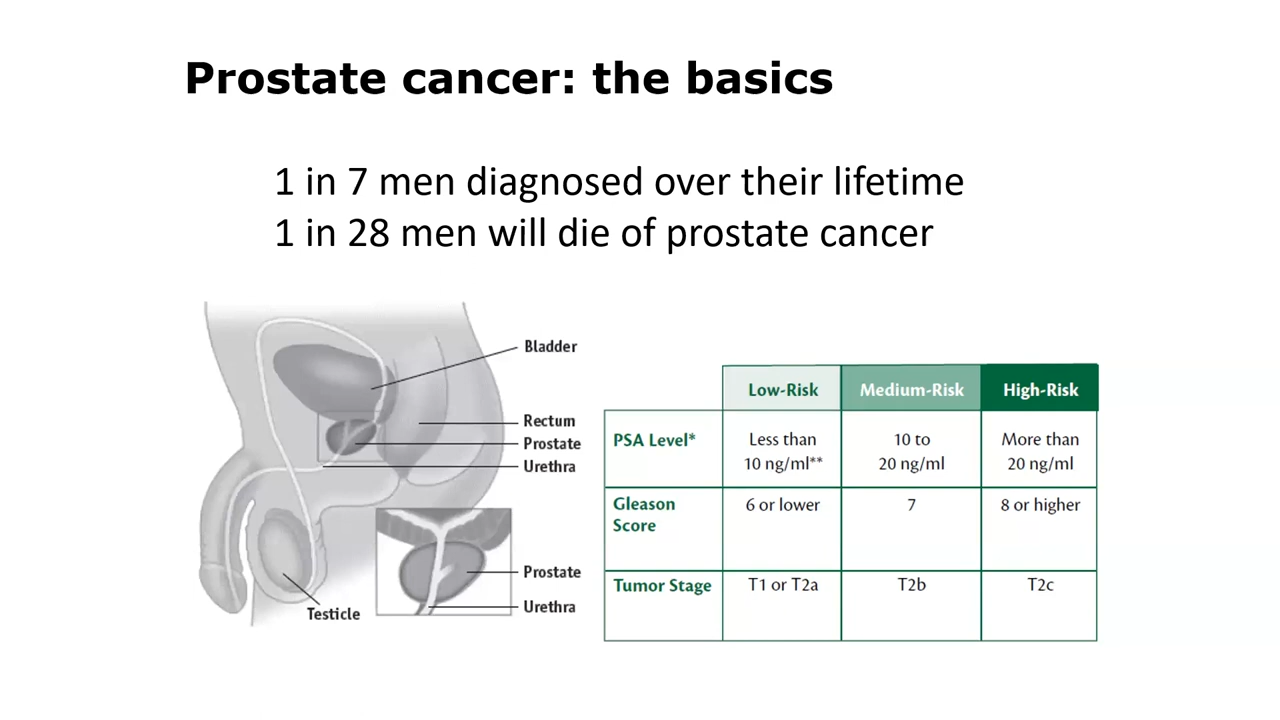 Prostate cancer: the basics
1 in 7 men diagnosed over their lifetime
1 in 28 men will die of prostate cancer
Bladder
Rectum
Prostate
Urethra
Prostate
Urethra
Testicle
Low-Risk Medium-Risk High-Risk
PSA Level* Less than 10 to More than
10 ng/ml** 20 ng/ml 20 ng/ml
Gleason 6 or lower 7 8 or higher
Score
Tumor Stage T1 or T2a T2b T2c